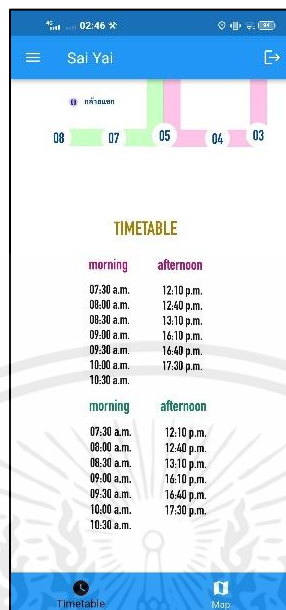 02:46
Sai Yai
กล้วยแขก
08 07 05 04 03
TIMETABLE
morning afternoon
07:30 a.m. 12:10 p.m.
08:00 a.m. 12:40 p.m.
08:30 a.m. 13:10 p.m.
09:00 a.m. 16:10 p.m.
09:30 a.m. 16:40 p.m.
10:00 a.m. 17:30 p.m.
10:30 a.m.
morning afternoon
07:30 a.m. 12:10 p.m.
08:00 a.m. 12:40 p.m.
08:30 a.m. 13:10 p.m.
09:00 a.m. 16:10 p.m.
09:30 a.m. 16:40 p.m.
10:00 a.m. 17:30 p.m.
10:30 a.m.
Timetable Map